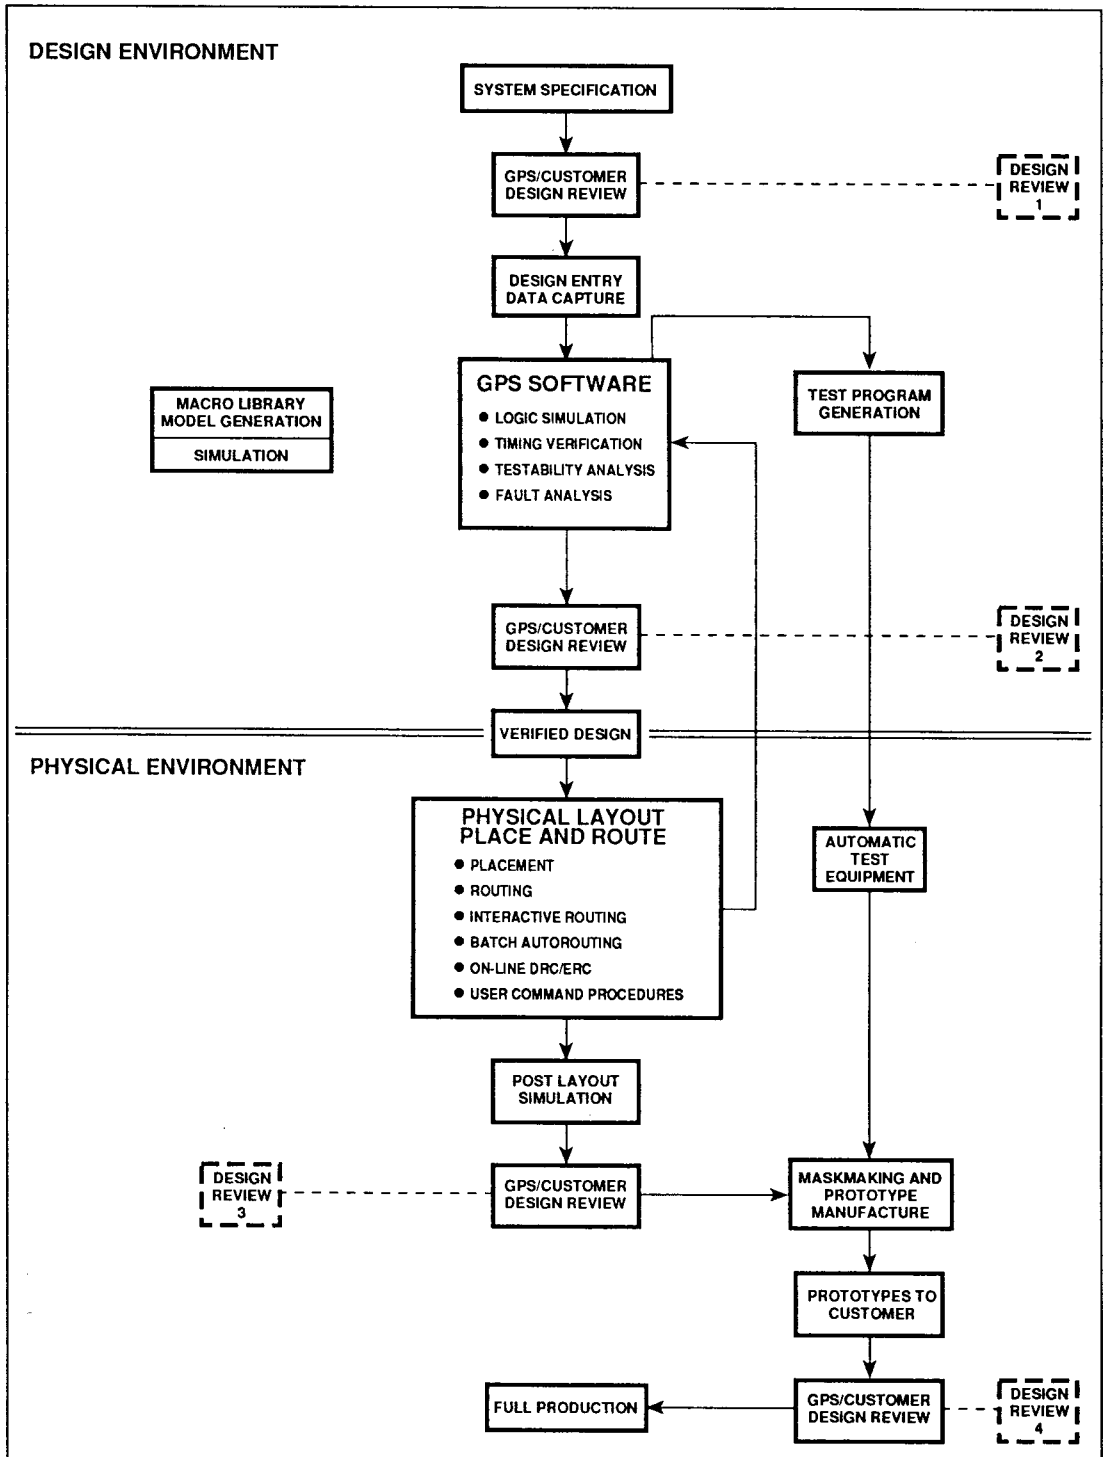 DESIGN ENVIRONMENT
SYSTEM SPECIFICATION
GPS/CUSTOMER
DESIGN REVIEW
DESIGN
REVIEW
1
DESIGN ENTRY
DATA CAPTURE
GPS SOFTWARE
● LOGIC SIMULATION
● TIMING VERIFICATION
● TESTABILITY ANALYSIS
● FAULT ANALYSIS
MACRO LIBRARY
MODEL GENERATION
SIMULATION
TEST PROGRAM
GENERATION
GPS/CUSTOMER
DESIGN REVIEW
DESIGN
REVIEW
2
VERIFIED DESIGN
PHYSICAL ENVIRONMENT
PHYSICAL LAYOUT
PLACE AND ROUTE
● PLACEMENT
● ROUTING
● INTERACTIVE ROUTING
● BATCH AUTOROUTING
● ON-LINE DRC/ERC
● USER COMMAND PROCEDURES
AUTOMATIC
TEST
EQUIPMENT
POST LAYOUT
SIMULATION
DESIGN
REVIEW
3
GPS/CUSTOMER
DESIGN REVIEW
MASKMAKING AND
PROTOTYPE
MANUFACTURE
PROTOTYPES TO
CUSTOMER
FULL PRODUCTION
GPS/CUSTOMER
DESIGN REVIEW
DESIGN
REVIEW
4